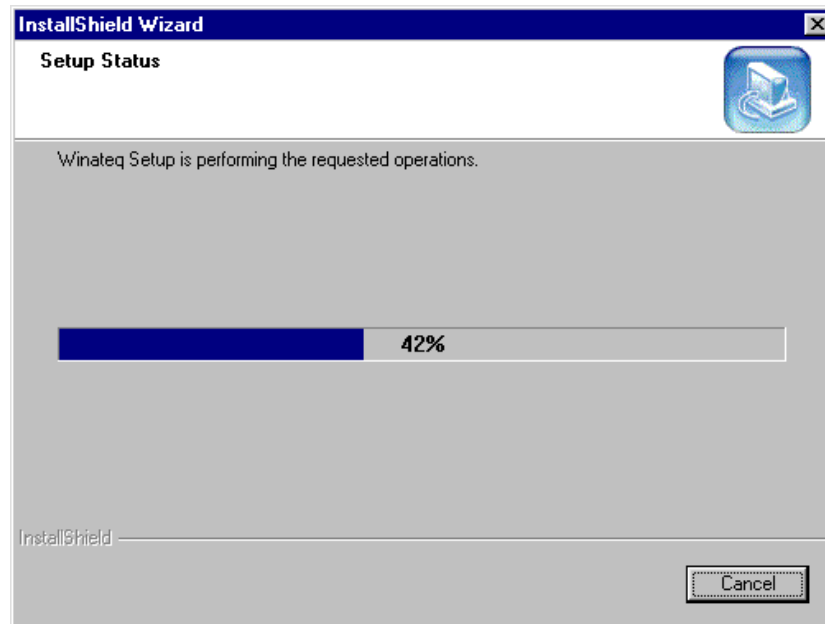 InstallShield Wizard
Setup Status
Winateq Setup is performing the requested operations.
42%
InstallShield
Cancel